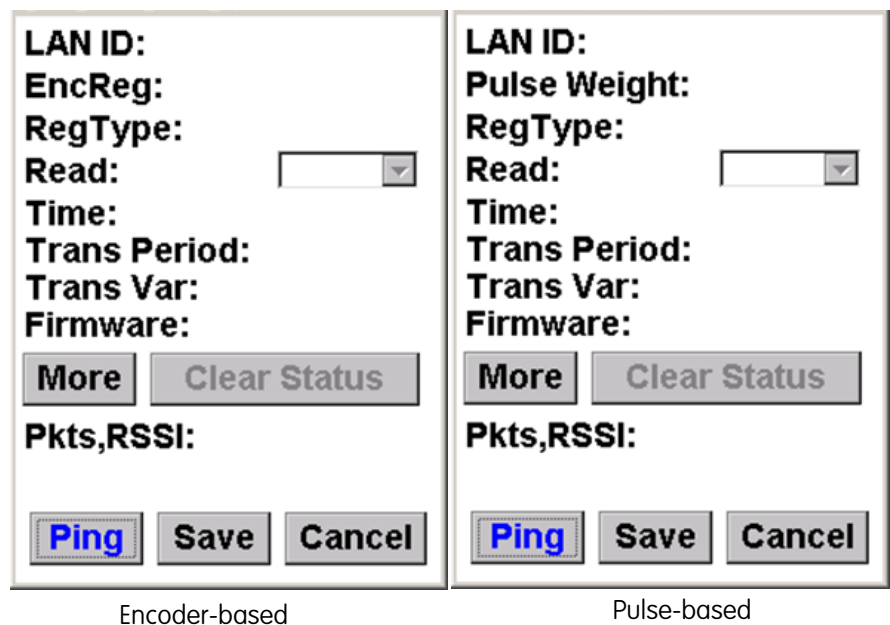 LAN ID:
EncReg:
RegType:
Read:
Time:
Trans Period:
Trans Var:
Firmware:
More Clear Status
Pkts,RSSI:
Ping Save Cancel
Encoder-based
LAN ID:
Pulse Weight:
RegType:
Read:
Time:
Trans Period:
Trans Var:
Firmware:
More Clear Status
Pkts,RSSI:
Ping Save Cancel
Pulse-based